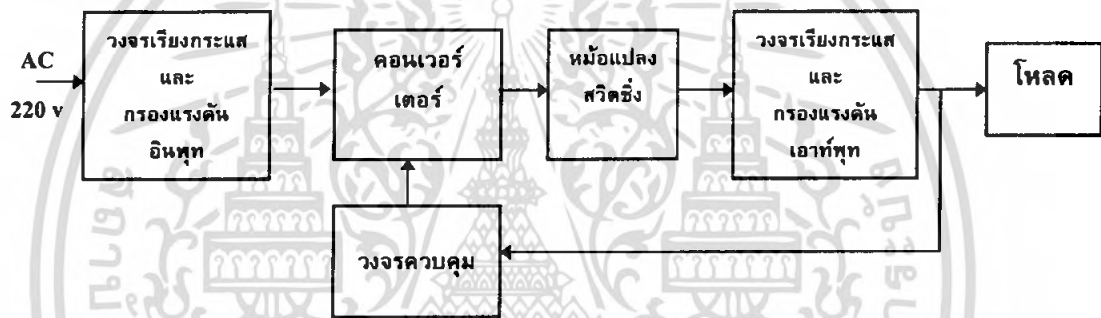 AC
220 v
วงจรเรียงกระแส
และ
กรองแรงดัน
อินพุท
คอนเวอร์
เตอร์
หม้อแปลง
สวิตชิ่ง
วงจรเรียงกระแส
และ
กรองแรงดัน
เอาท์พุท
โหลด
วงจรควบคุม